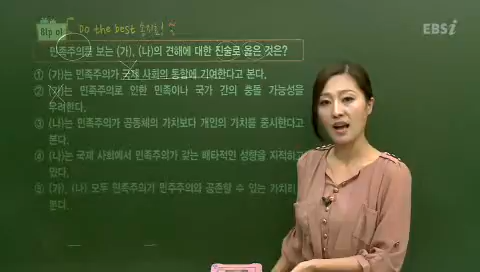 EBSi
81p 01 Do the best
민족주의를 보는 (가), (나)의 견해에 대한 진술로 옳은 것은?
① (가)는 민족주의가 국제 사회의 통합에 기여한다고 본다.
② (가)는 민족주의로 인한 민족이나 국가 간의 충돌 가능성을
우려한다.
③ (나)는 민족주의가 공동체의 가치보다 개인의 가치를 중시한다고
본다.
④ (나)는 국제 사회에서 민족주의가 갖는 배타적인 성향을 지적하고
있다.
⑤ (가), (나) 모두 민족주의가 민주주의와 공존할 수 있는 가치라
본다.